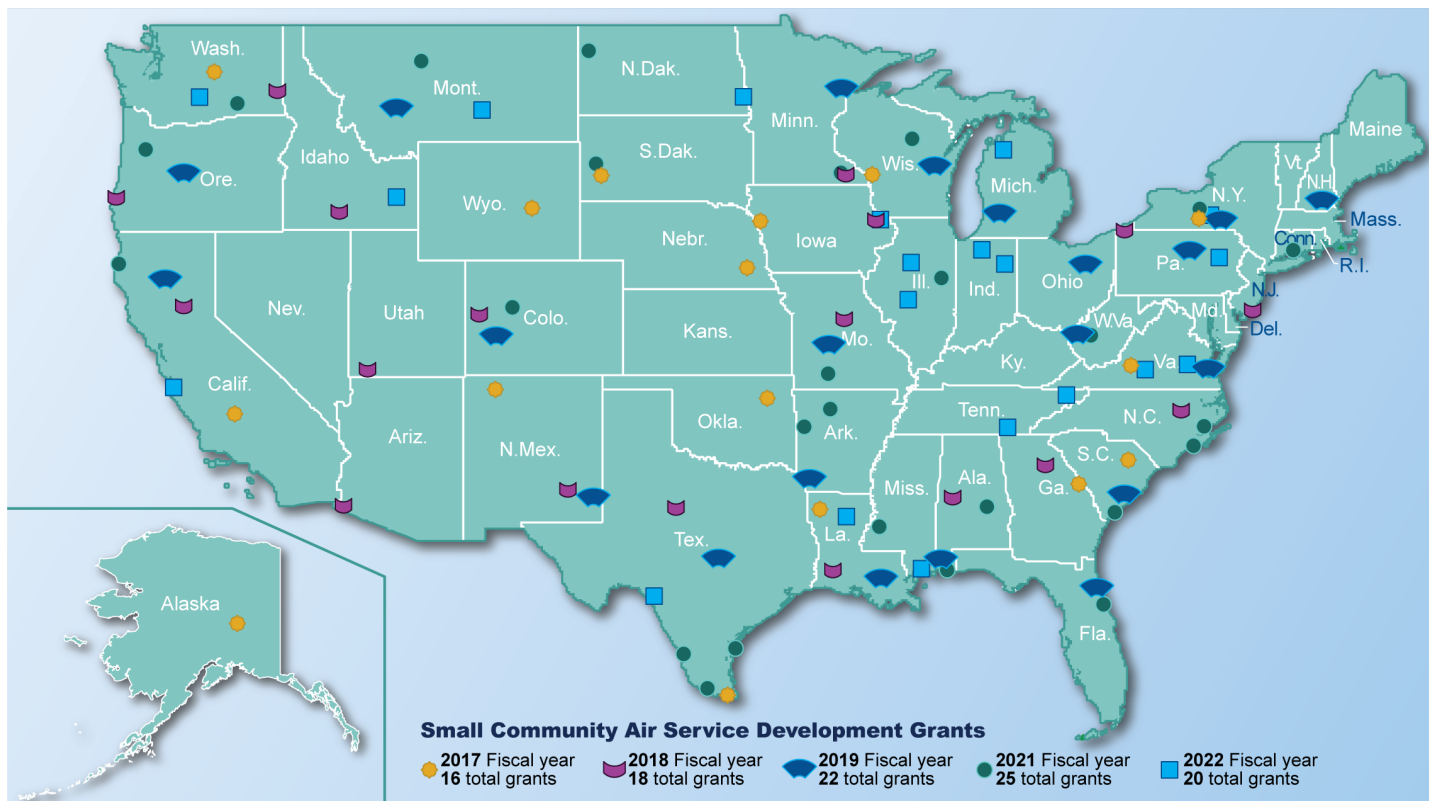 Wash.
Mont.
N.Dak.
Minn.
Maine
Vt.
NH
Ore.
Idaho
S.Dak.
Wis.
Mich.
N.Y.
Mass.
Wyo.
Nebr.
Iowa
Conn.
R.I.
Nev.
Utah
Colo.
Kans.
Mo.
Ill.
Ind.
Ohio
Pa.
N.J.
W.Va.
Md.
Del.
Calif.
Ky.
Va.
Ariz.
N.Mex.
Okla.
Ark.
Tenn.
N.C.
S.C.
Tex.
La.
Miss.
Ala.
Ga.
Fla.
Alaska
Small Community Air Service Development Grants
2017 Fiscal year
16 total grants
2018 Fiscal year
18 total grants
2019 Fiscal year
22 total grants
2021 Fiscal year
25 total grants
2022 Fiscal year
20 total grants